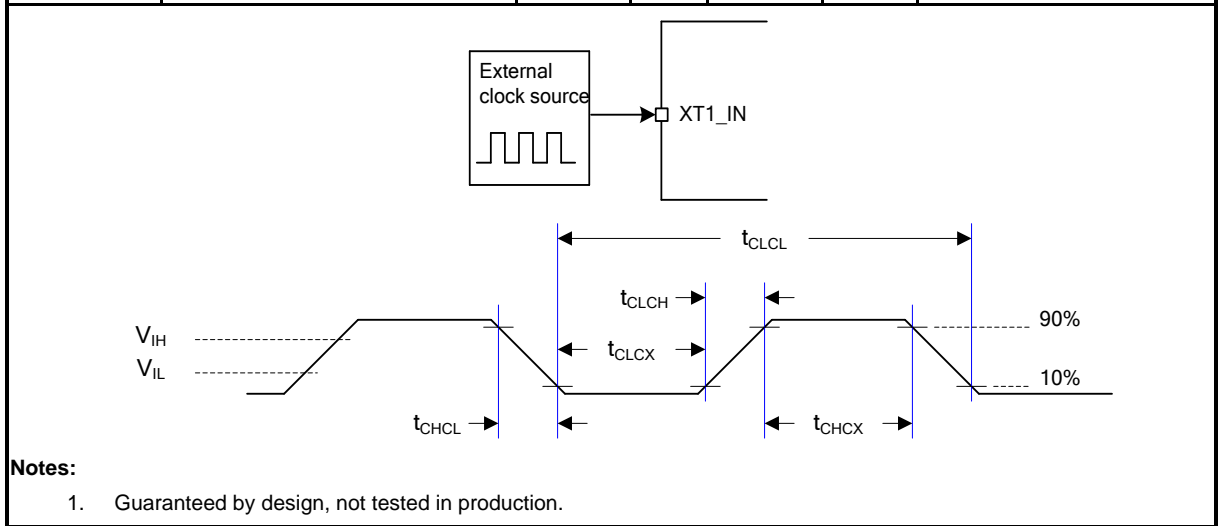 External
clock source
XT1_IN
tCLCL
tCLCH
90%
VIH
tCLCX
VIL
10%
tCHCL
tCHCX
Notes:
1. Guaranteed by design, not tested in production.